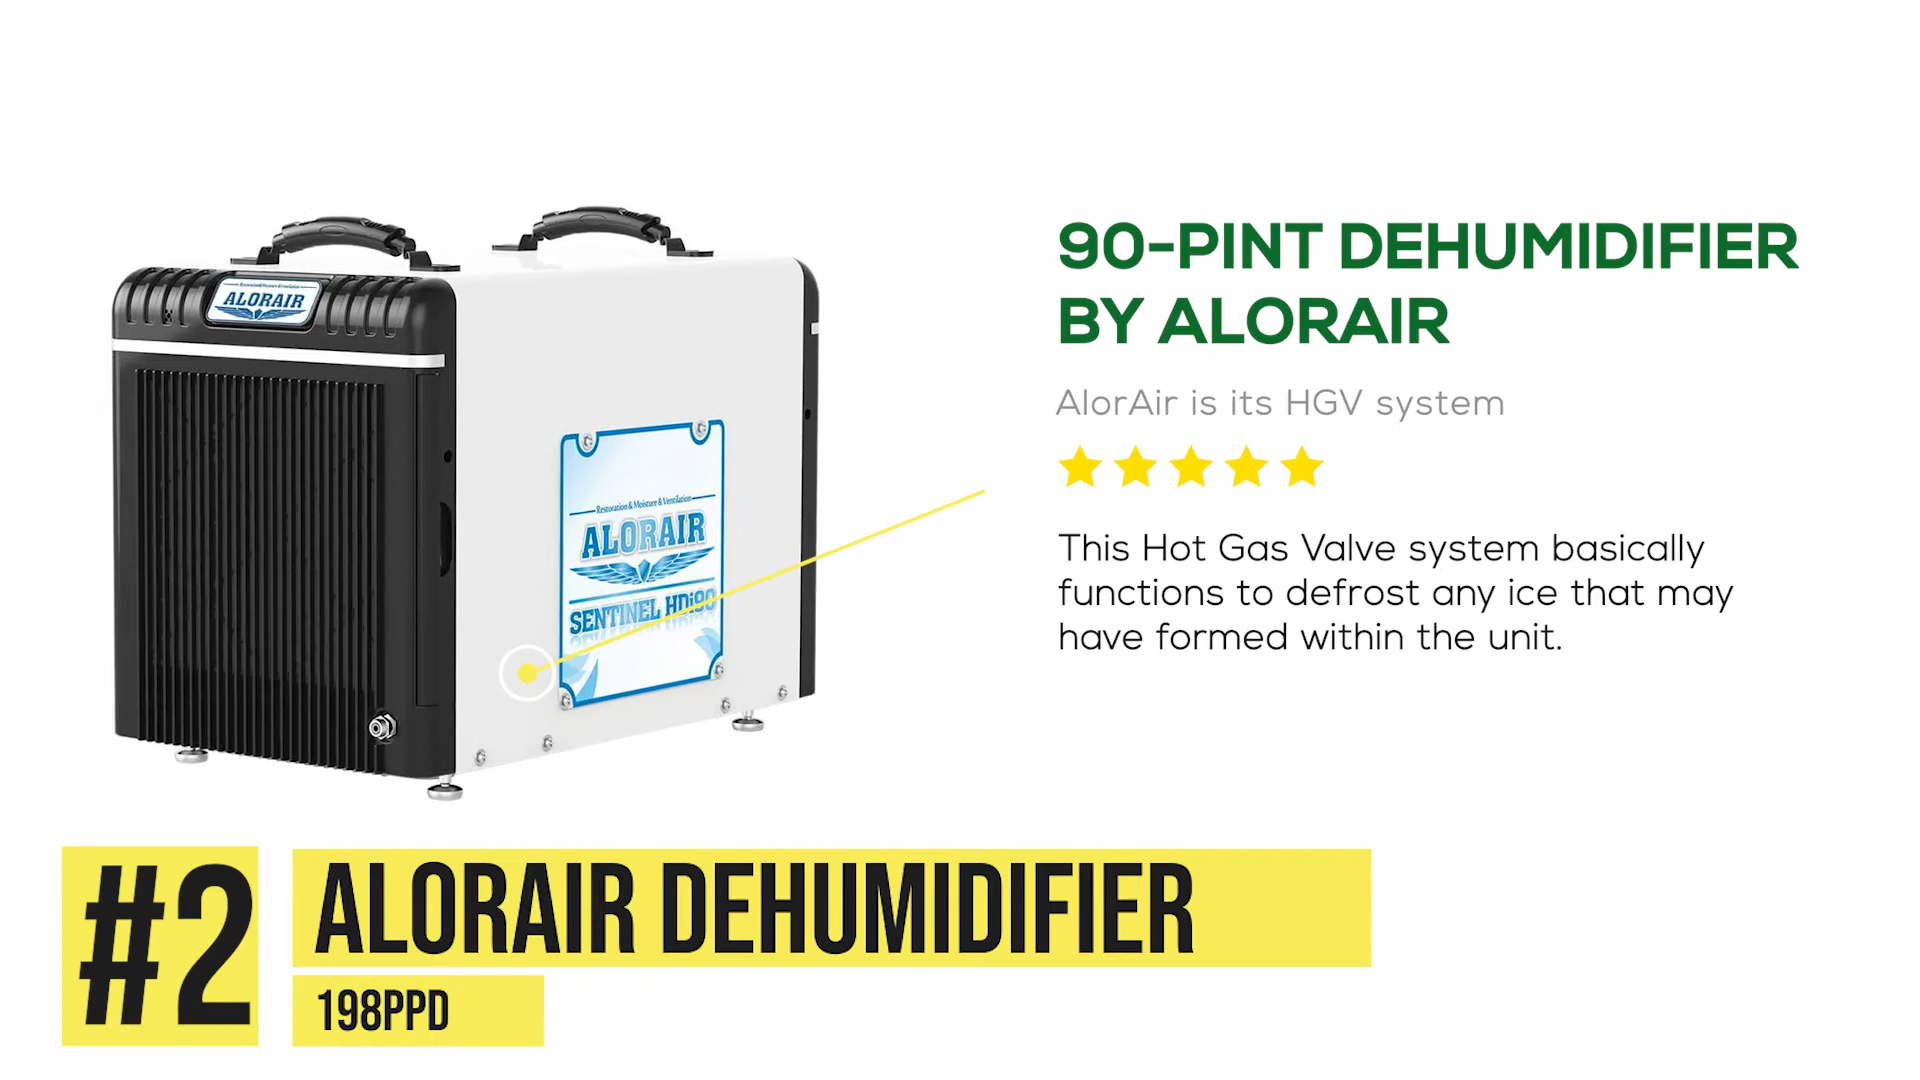 ALORAIR
Restoration & Moisture & Ventilation
ALORAIR
SENTINEL HDi90
90-PINT DEHUMIDIFIER
BY ALORAIR
AlorAir is its HGV system
This Hot Gas Valve system basically
functions to defrost any ice that may
have formed within the unit.
#2
ALORAIR DEHUMIDIFIER
198PPD